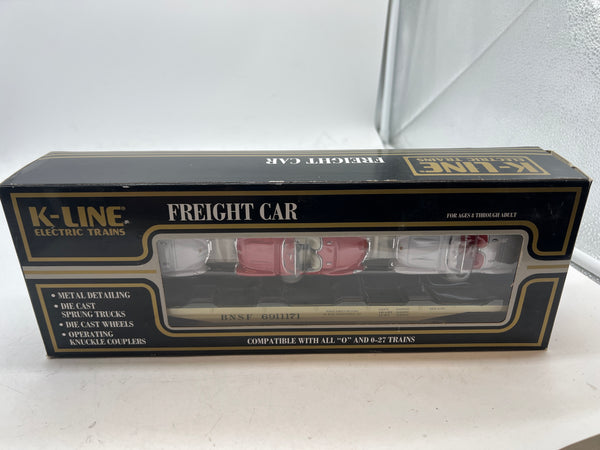 FREIGHT CAR
K-LINE
ELECTRIC TRAINS
K-LINE
ELECTRIC TRAINS
FREIGHT CAR
FOR AGES 8 THROUGH ADULT
• METAL DETAILING
• DIE CAST
SPRUNG TRUCKS
• DIE CAST WHEELS
• OPERATING
KNUCKLE COUPLERS
BNSF 6911171
COMPATIBLE WITH ALL "O" AND 0-27 TRAINS